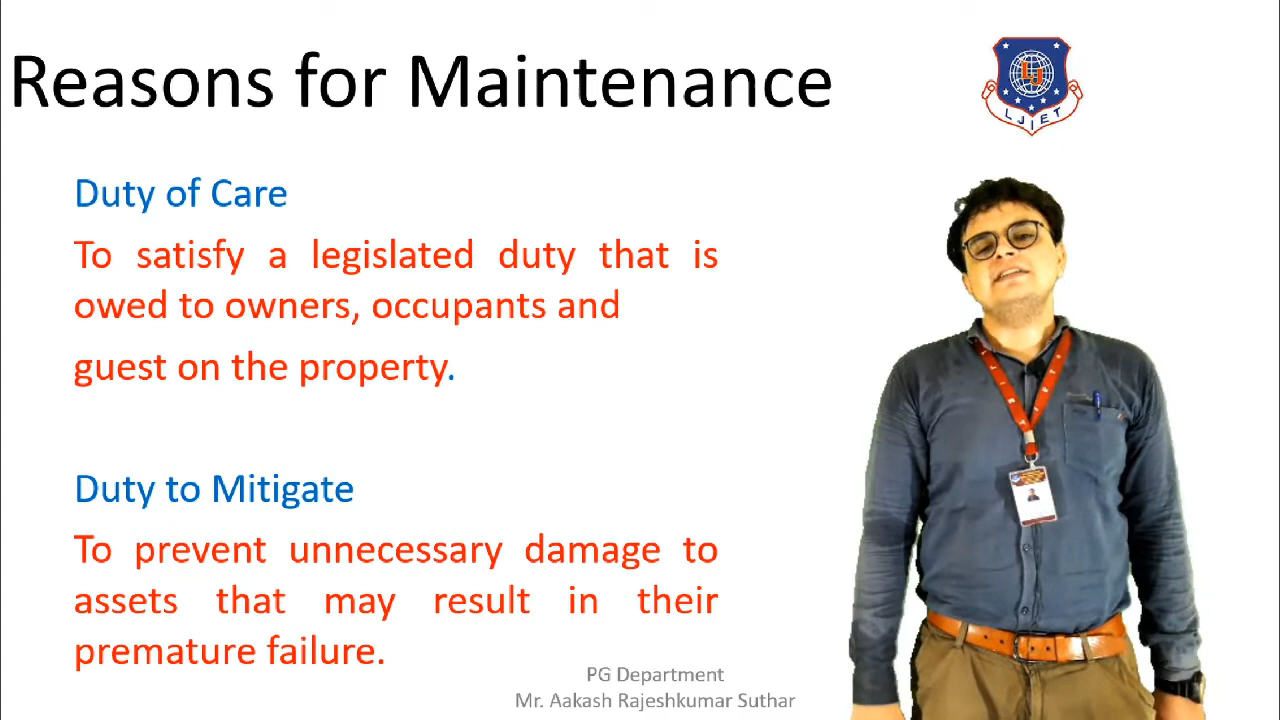 Reasons for Maintenance
LJIET
Duty of Care
To satisfy a legislated duty that is
owed to owners, occupants and
guest on the property.
Duty to Mitigate
To prevent unnecessary damage to
assets that may result in their
premature failure.
PG Department
Mr. Aakash Rajeshkumar Suthar